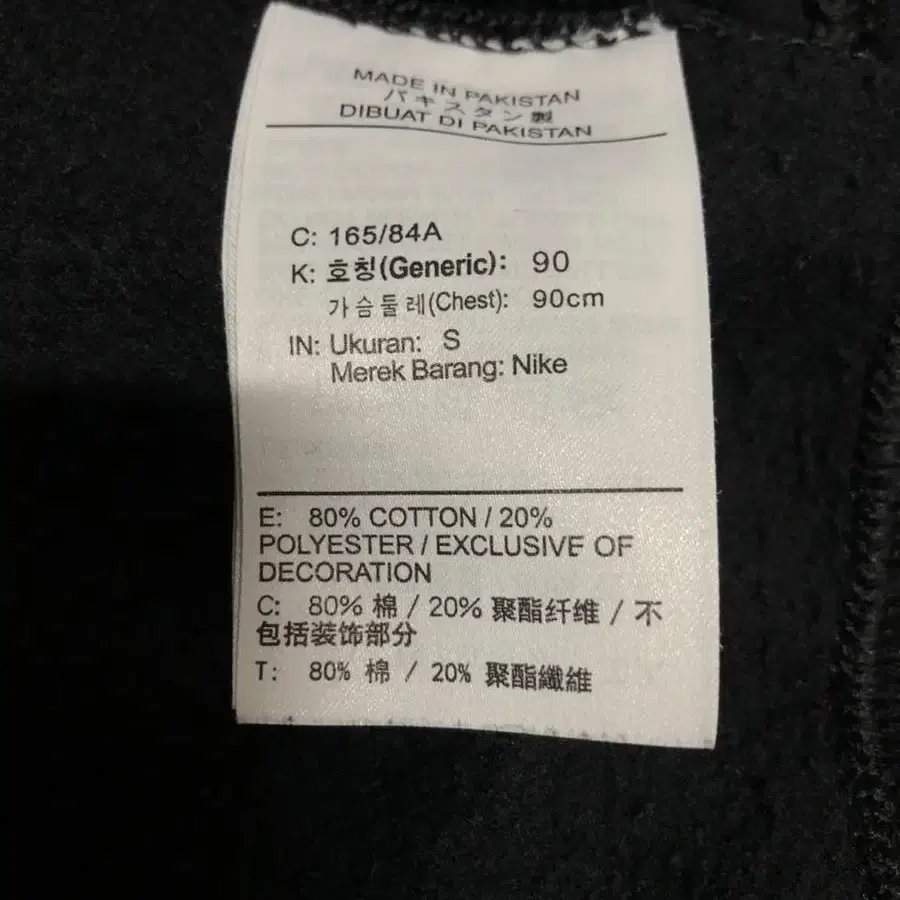 MADE IN PAKISTAN
パキスタン製
DIBUAT DI PAKISTAN
C: 165/84A
K: 호칭(Generic): 90
가슴둘레(Chest): 90cm
IN: Ukuran: S
Merek Barang: Nike
E: 80% COTTON / 20%
POLYESTER / EXCLUSIVE OF
DECORATION
C: 80% 棉 / 20% 聚酯纤维 / 不
包括装饰部分
T: 80% 棉 / 20% 聚酯纖維